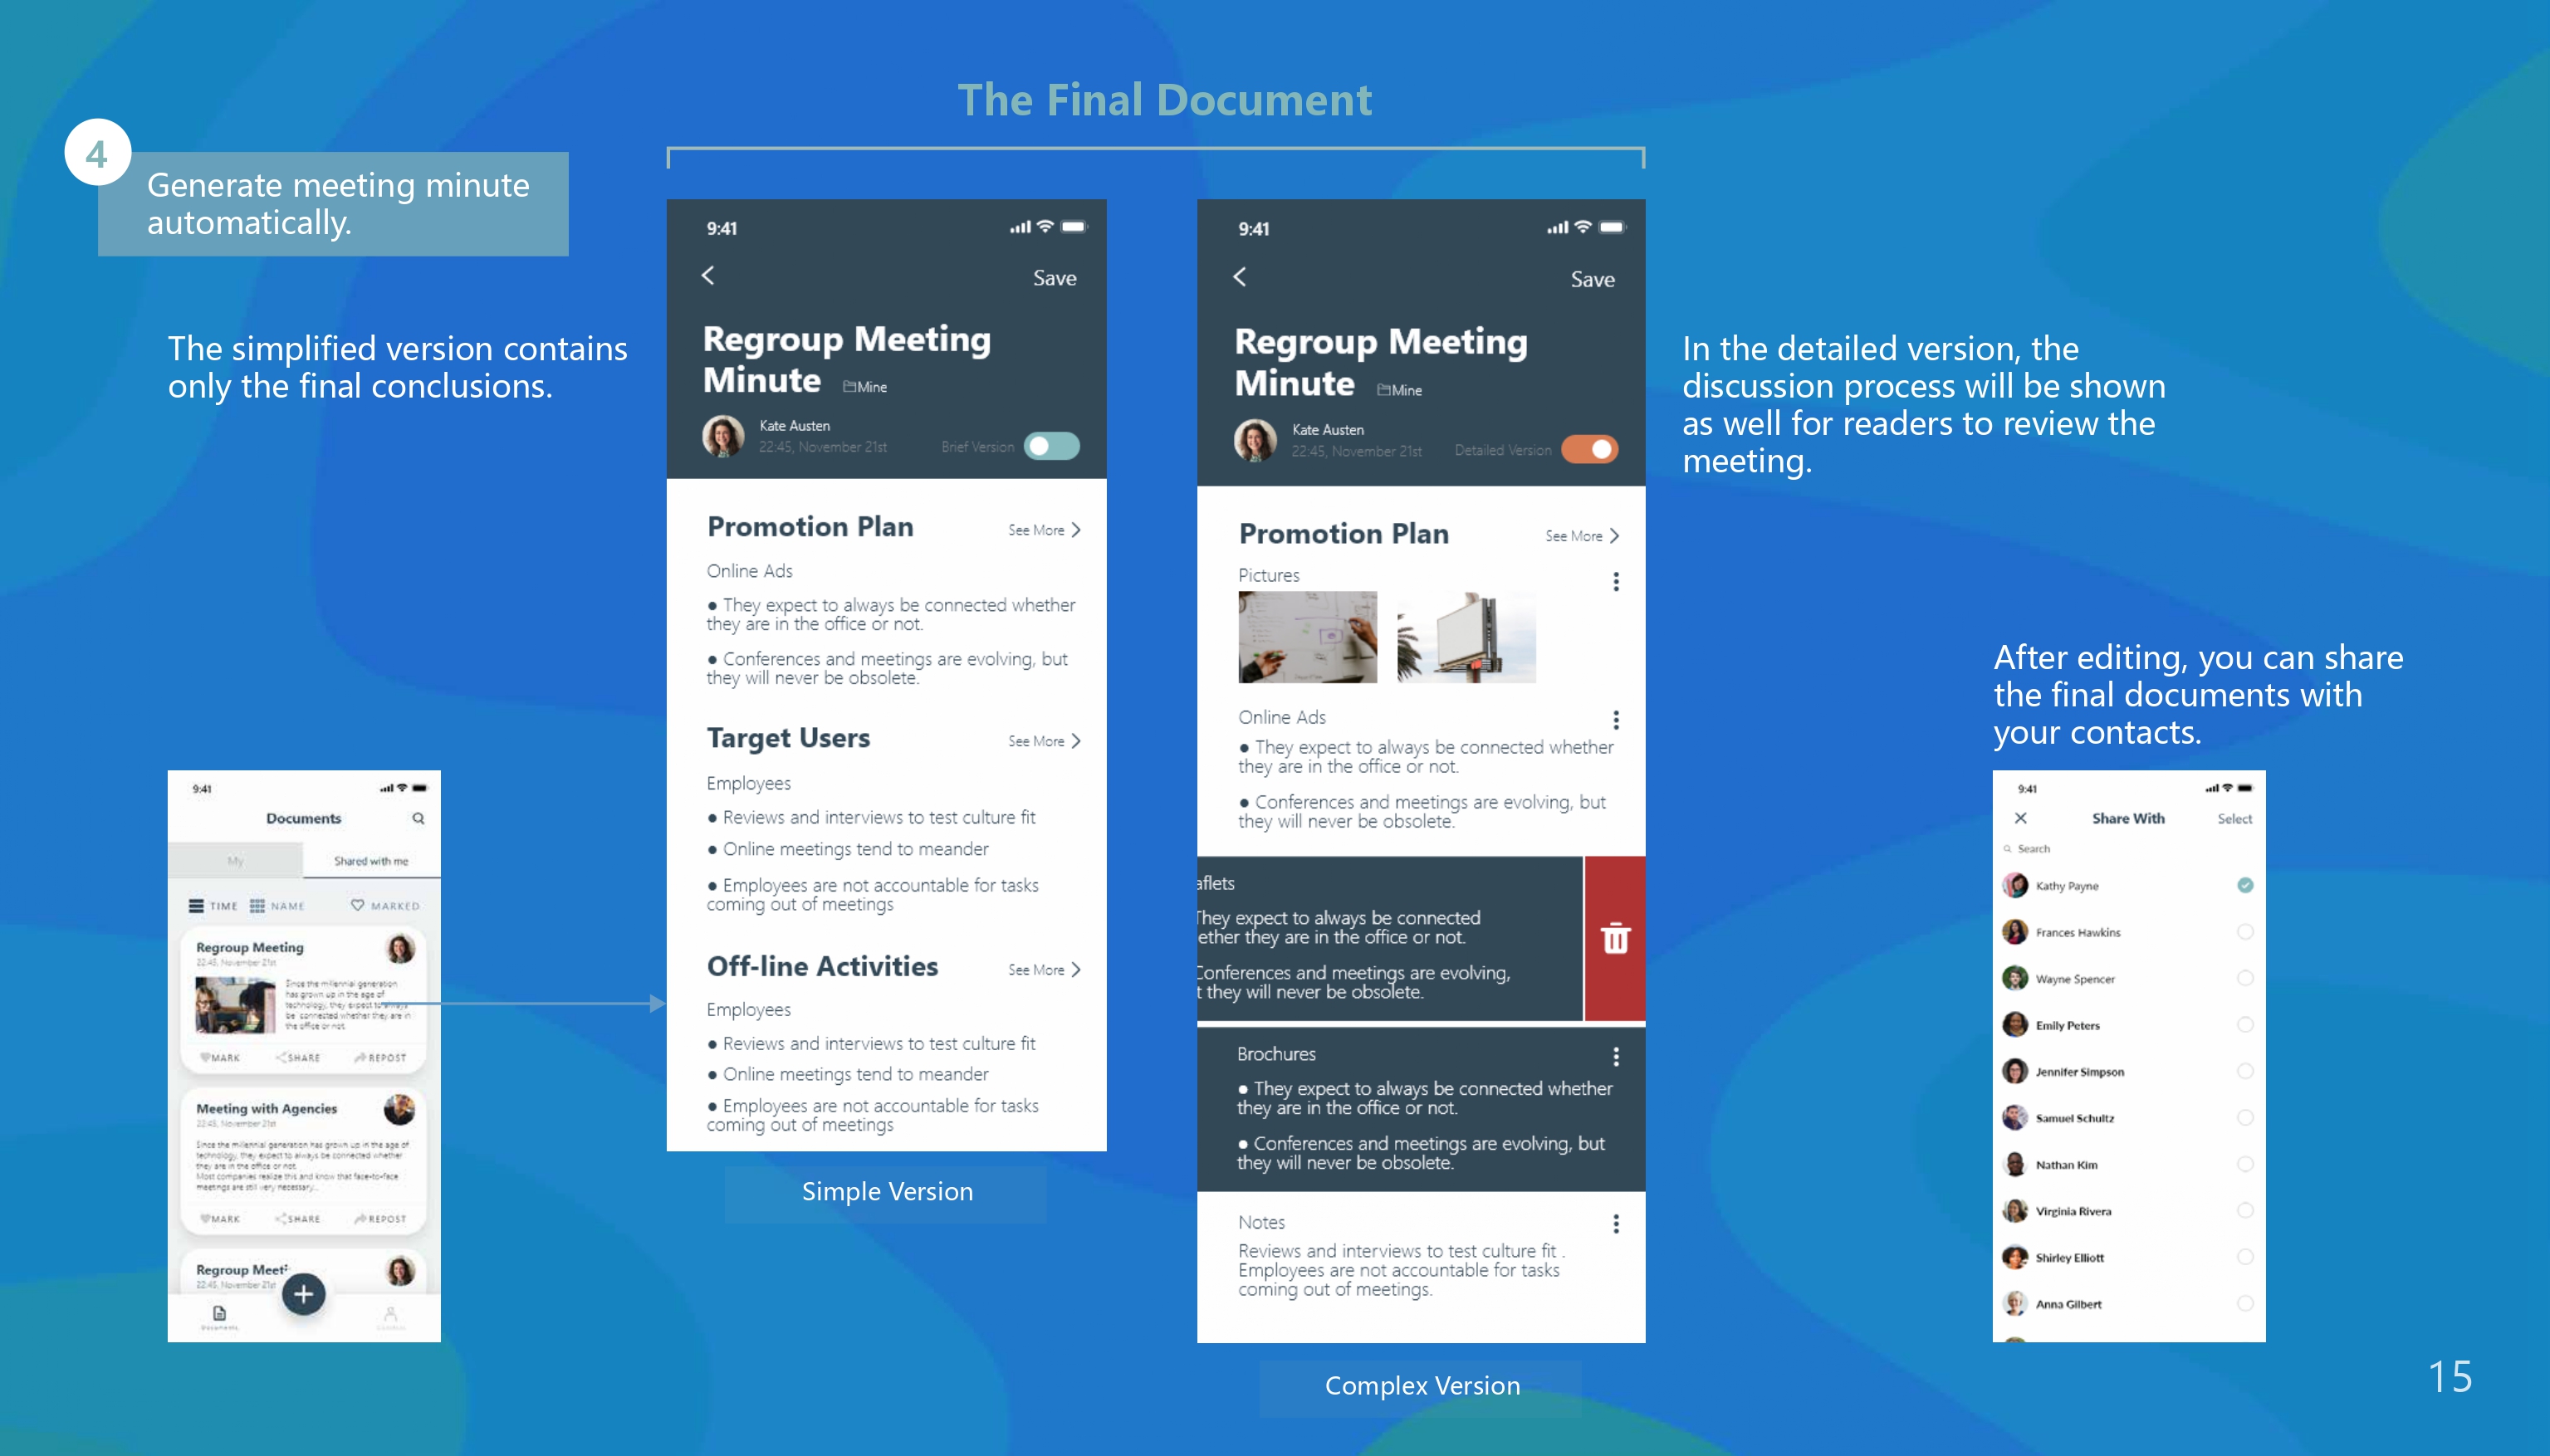 The Final Document
4
Generate meeting minute
automatically.
The simplified version contains
only the final conclusions.
9:41
Documents
My
Shared with me
TIME
NAME
MARKED
Regroup Meeting
22:45, November 21st
Since the millennial generation
has grown up in the age of
technology, they expect to always
be connected whether they are in
the office or not.
MARK
SHARE
REPOST
Meeting with Agencies
22:45, November 21st
Since the millennial generation has grown up in the age of
technology, they expect to always be connected whether
they are in the office or not.
Most companies realize this and know that face-to-face
meetings are still very necessary...
MARK
SHARE
REPOST
Regroup Meeti
22:45, November 21st
Documents
9:41
Save
Regroup Meeting
Minute
Mine
Kate Austen
22:45, November 21st
Brief Version
Promotion Plan
See More
Online Ads
● They expect to always be connected whether
they are in the office or not.
● Conferences and meetings are evolving, but
they will never be obsolete.
Target Users
See More
Employees
● Reviews and interviews to test culture fit
● Online meetings tend to meander
● Employees are not accountable for tasks
coming out of meetings
Off-line Activities
See More
Employees
● Reviews and interviews to test culture fit
● Online meetings tend to meander
● Employees are not accountable for tasks
coming out of meetings
Simple Version
9:41
Save
Regroup Meeting
Minute
Mine
Kate Austen
22:45, November 21st
Detailed Version
Promotion Plan
See More
Pictures
Online Ads
● They expect to always be connected whether
they are in the office or not.
● Conferences and meetings are evolving, but
they will never be obsolete.
aflets
They expect to always be connected
ether they are in the office or not.
Conferences and meetings are evolving,
t they will never be obsolete.
Brochures
● They expect to always be connected whether
they are in the office or not.
● Conferences and meetings are evolving, but
they will never be obsolete.
Notes
Reviews and interviews to test culture fit .
Employees are not accountable for tasks
coming out of meetings.
Complex Version
In the detailed version, the
discussion process will be shown
as well for readers to review the
meeting.
After editing, you can share
the final documents with
your contacts.
9:41
Share With
Select
Search
Kathy Payne
Frances Hawkins
Wayne Spencer
Emily Peters
Jennifer Simpson
Samuel Schultz
Nathan Kim
Virginia Rivera
Shirley Elliott
Anna Gilbert
15